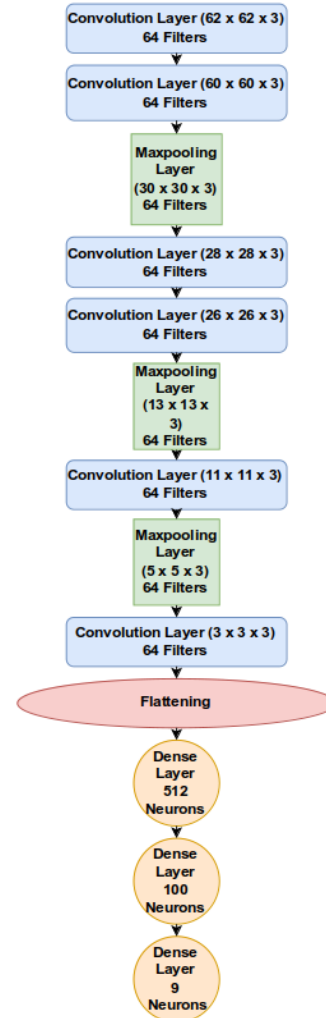 Convolution Layer (62 x 62 x 3)
64 Filters
Convolution Layer (60 x 60 x 3)
64 Filters
Maxpooling
Layer
(30 x 30 x 3)
64 Filters
Convolution Layer (28 x 28 x 3)
64 Filters
Convolution Layer (26 x 26 x 3)
64 Filters
Maxpooling
Layer
(13 x 13 x
3)
64 Filters
Convolution Layer (11 x 11 x 3)
64 Filters
Maxpooling
Layer
(5 x 5 x 3)
64 Filters
Convolution Layer (3 x 3 x 3)
64 Filters
Flattening
Dense
Layer
512
Neurons
Dense
Layer
100
Neurons
Dense
Layer
9
Neurons